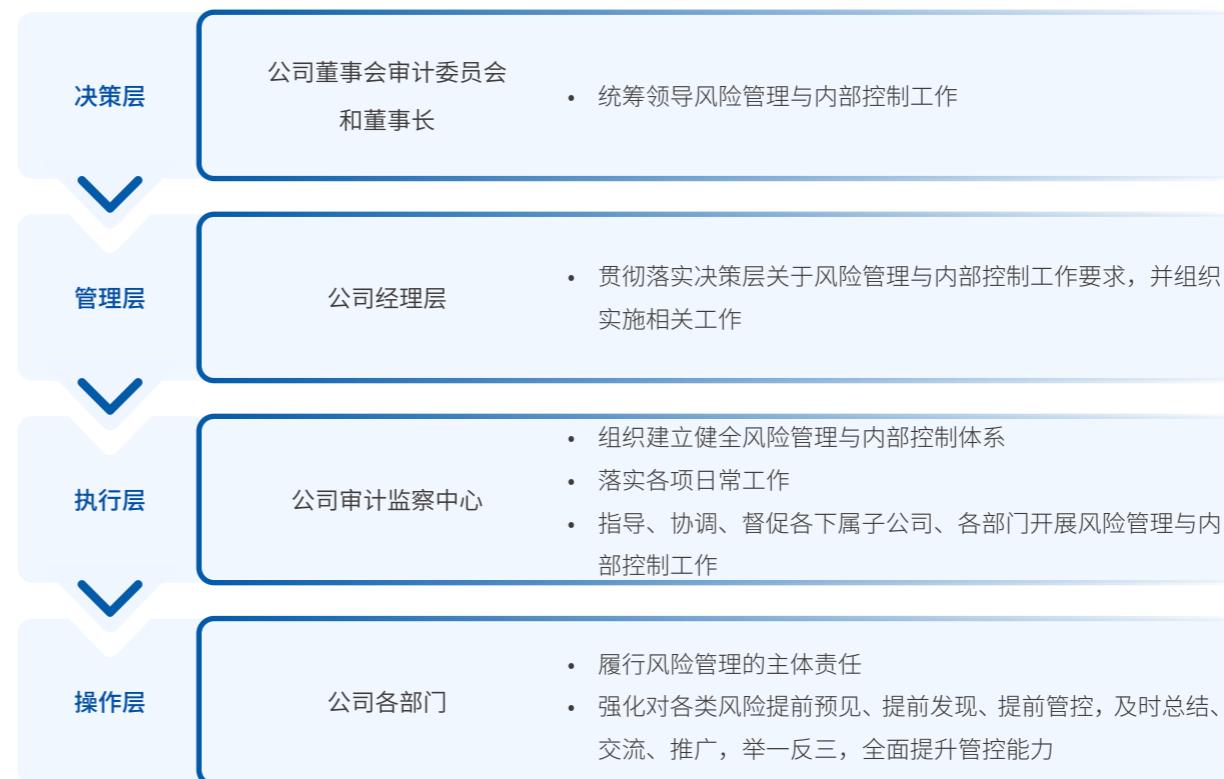 决策层
公司董事会审计委员会
和董事长
• 统筹领导风险管理与内部控制工作
管理层
公司经理层
• 贯彻落实决策层关于风险管理与内部控制工作要求，并组织
实施相关工作
执行层
公司审计监察中心
• 组织建立健全风险管理与内部控制体系
• 落实各项日常工作
• 指导、协调、督促各下属子公司、各部门开展风险管理与内
部控制工作
操作层
公司各部门
• 履行风险管理的主体责任
• 强化对各类风险提前预见、提前发现、提前管控，及时总结、
交流、推广，举一反三，全面提升管控能力